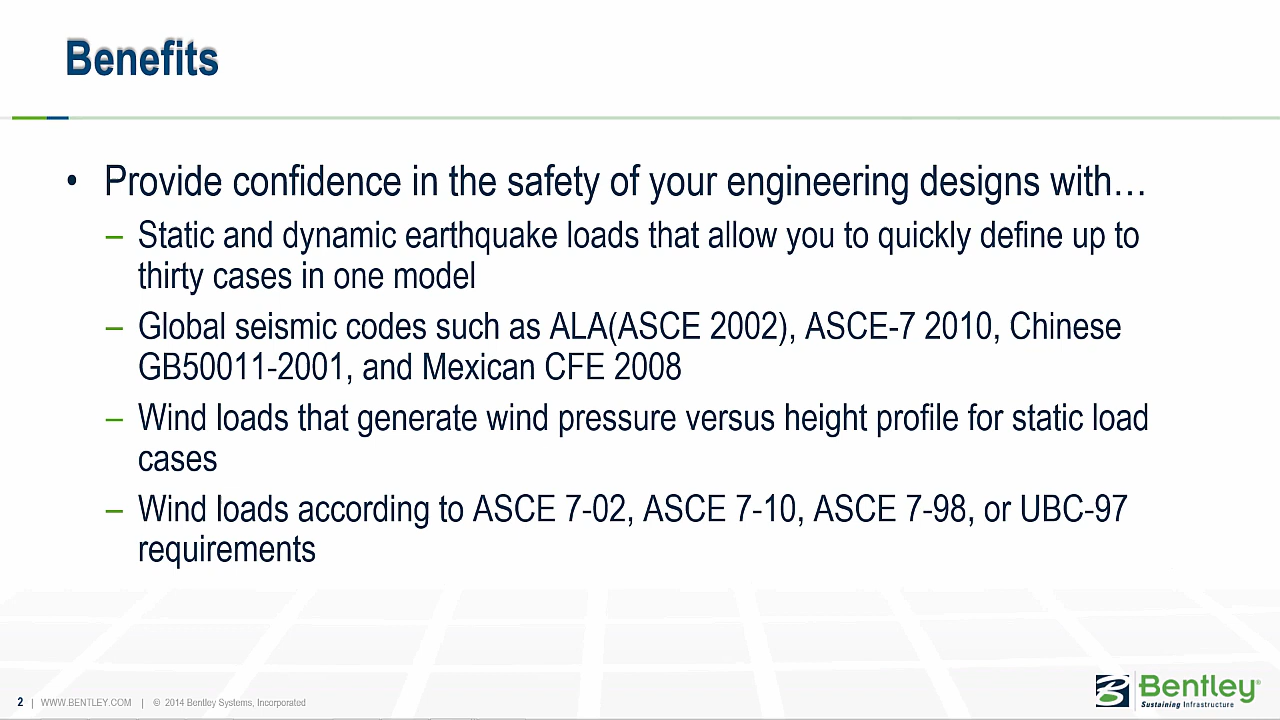 Benefits
• Provide confidence in the safety of your engineering designs with…
– Static and dynamic earthquake loads that allow you to quickly define up to
thirty cases in one model
– Global seismic codes such as ALA(ASCE 2002), ASCE-7 2010, Chinese
GB50011-2001, and Mexican CFE 2008
– Wind loads that generate wind pressure versus height profile for static load
cases
– Wind loads according to ASCE 7-02, ASCE 7-10, ASCE 7-98, or UBC-97
requirements
2 | WWW.BENTLEY.COM | © 2014 Bentley Systems, Incorporated
Bentley®
Sustaining Infrastructure